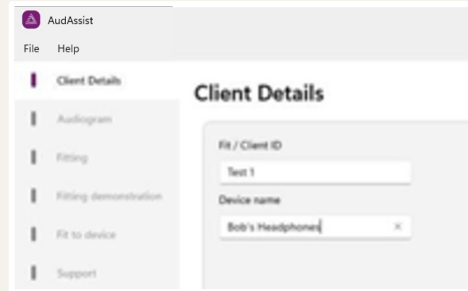 AudAssist
File Help
Client Details
Audiogram
Fitting
Fitting demonstration
Fit to device
Support
Client Details
Fit / Client ID
Test 1
Device name
Bob's Headphones